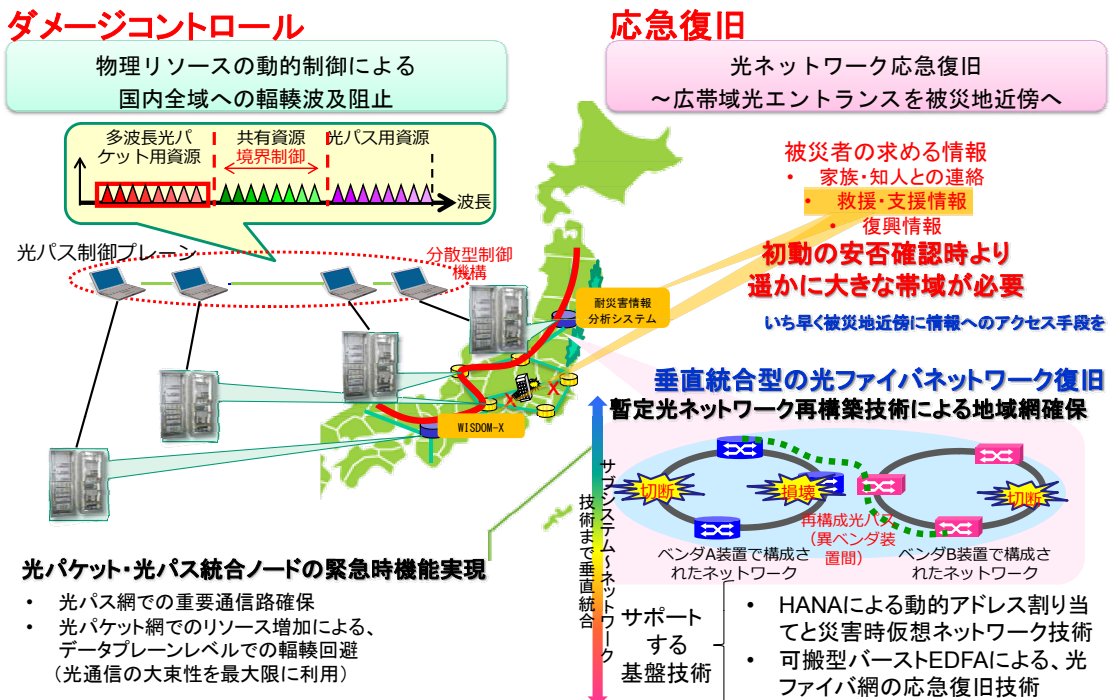 ダメージコントロール
物理リソースの動的制御による
国内全域への輻輳波及阻止
多波長光パ
ケット用資源
共有資源
境界制御
光パス用資源
波長
光パス制御プレーン
分散型制御
機構
光パケット・光パス統合ノードの緊急時機能実現
• 光パス網での重要通信路確保
• 光パケット網でのリソース増加による、
データプレーンレベルでの輻輳回避
(光通信の大束性を最大限に利用)
応急復旧
光ネットワーク応急復旧
~広帯域光エントランスを被災地近傍へ
被災者の求める情報
• 家族・知人との連絡
• 救援・支援情報
• 復興情報
初動の安否確認時より
遥かに大きな帯域が必要
いち早く被災地近傍に情報へのアクセス手段を
耐災害情報
分析システム
X
X
WISDOM-X
垂直統合型の光ファイバネットワーク復旧
暫定光ネットワーク再構築技術による地域網確保
切断
損壊
切断
再構成光パス
(異ベンダ装
置間)
ベンダA装置で構成さ
れたネットワーク
ベンダB装置で構成さ
れたネットワーク
サブシステム~ネットワーク
技術まで垂直統合
サポート
する
基盤技術
• HANAによる動的アドレス割り当
てと災害時仮想ネットワーク技術
• 可搬型バーストEDFAによる、光
ファイバ網の応急復旧技術